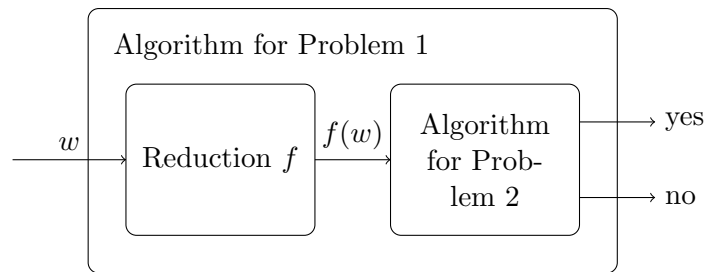 Algorithm for Problem 1
w
Reduction f
f(w)
Algorithm
for Prob-
lem 2
yes
no